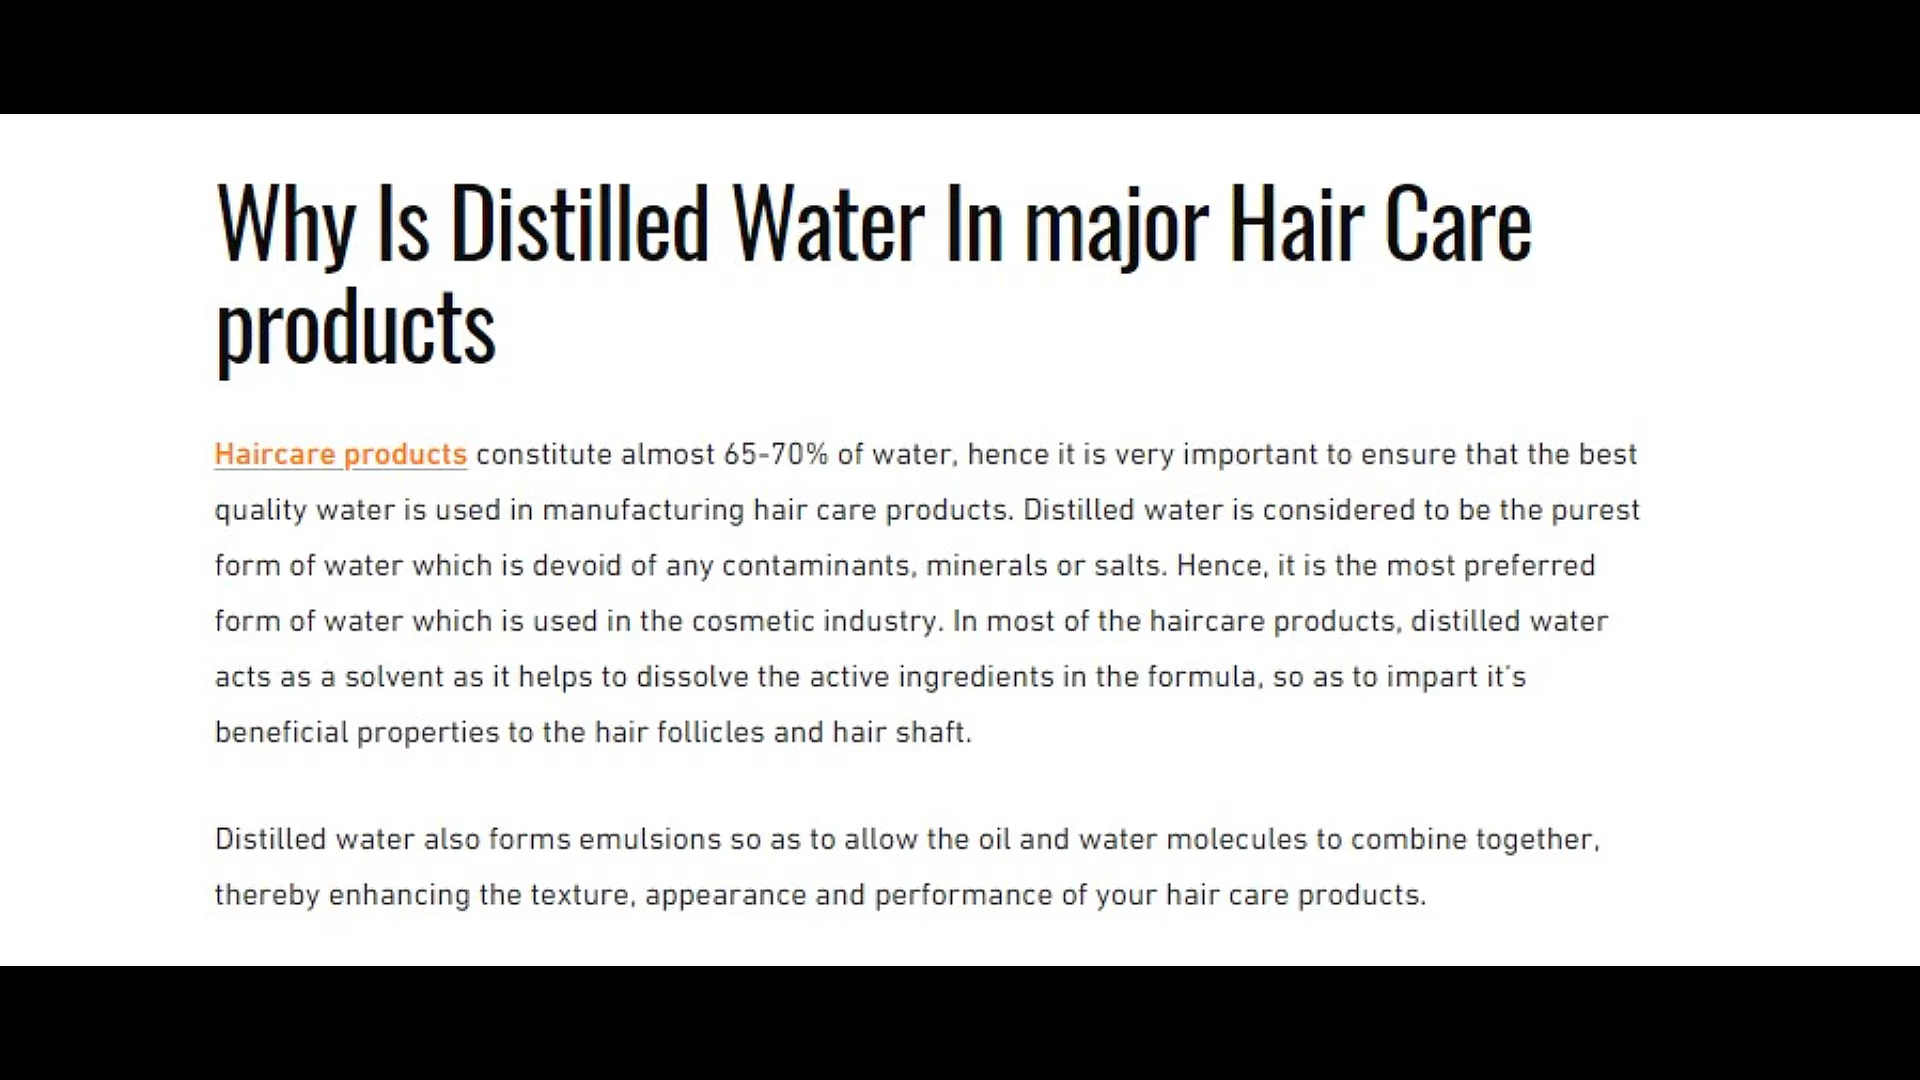 Why Is Distilled Water In major Hair Care
products
Haircare products constitute almost 65-70% of water, hence it is very important to ensure that the best
quality water is used in manufacturing hair care products. Distilled water is considered to be the purest
form of water which is devoid of any contaminants, minerals or salts. Hence, it is the most preferred
form of water which is used in the cosmetic industry. In most of the haircare products, distilled water
acts as a solvent as it helps to dissolve the active ingredients in the formula, so as to impart it's
beneficial properties to the hair follicles and hair shaft.
Distilled water also forms emulsions so as to allow the oil and water molecules to combine together,
thereby enhancing the texture, appearance and performance of your hair care products.